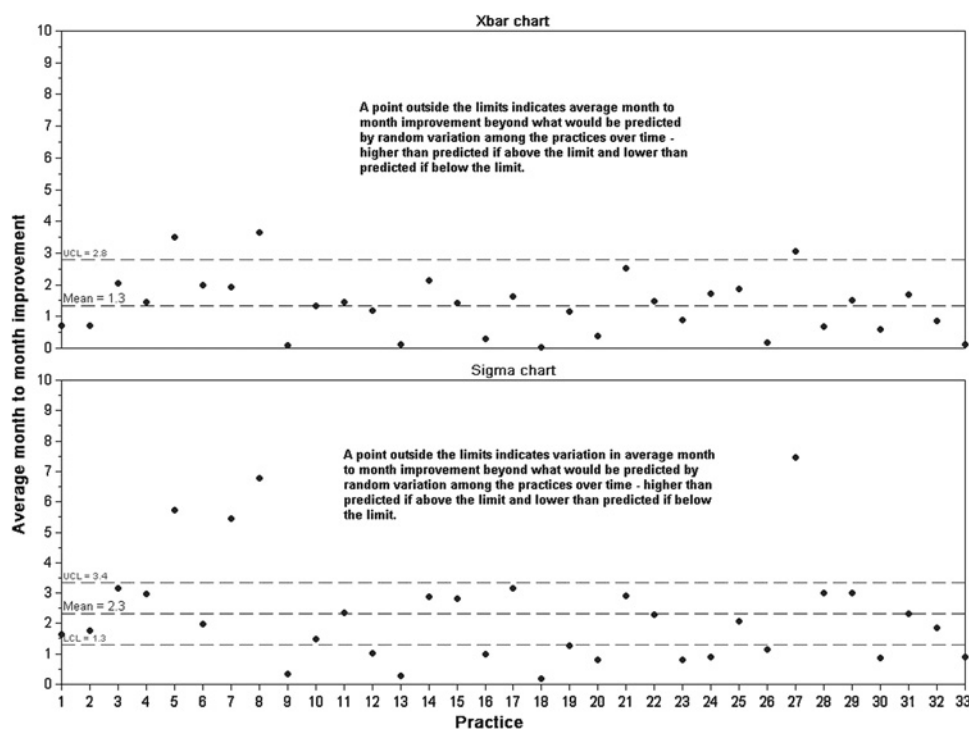 Xbar chart
10
9
8
7
6
5
4
3
2
1
0
A point outside the limits indicates average month to
month improvement beyond what would be predicted
by random variation among the practices over time -
higher than predicted if above the limit and lower than
predicted if below the limit.
UCL = 2.8
Mean = 1.3
Average month to month improvement
Sigma chart
10
9
8
7
6
5
4
3
2
1
0
A point outside the limits indicates variation in average month
to month improvement beyond what would be predicted by
random variation among the practices over time - higher than
predicted if above the limit and lower than predicted if below
the limit.
UCL = 3.4
Mean = 2.3
LCL = 1.3
1 2 3 4 5 6 7 8 9 10 11 12 13 14 15 16 17 18 19 20 21 22 23 24 25 26 27 28 29 30 31 32 33
Practice